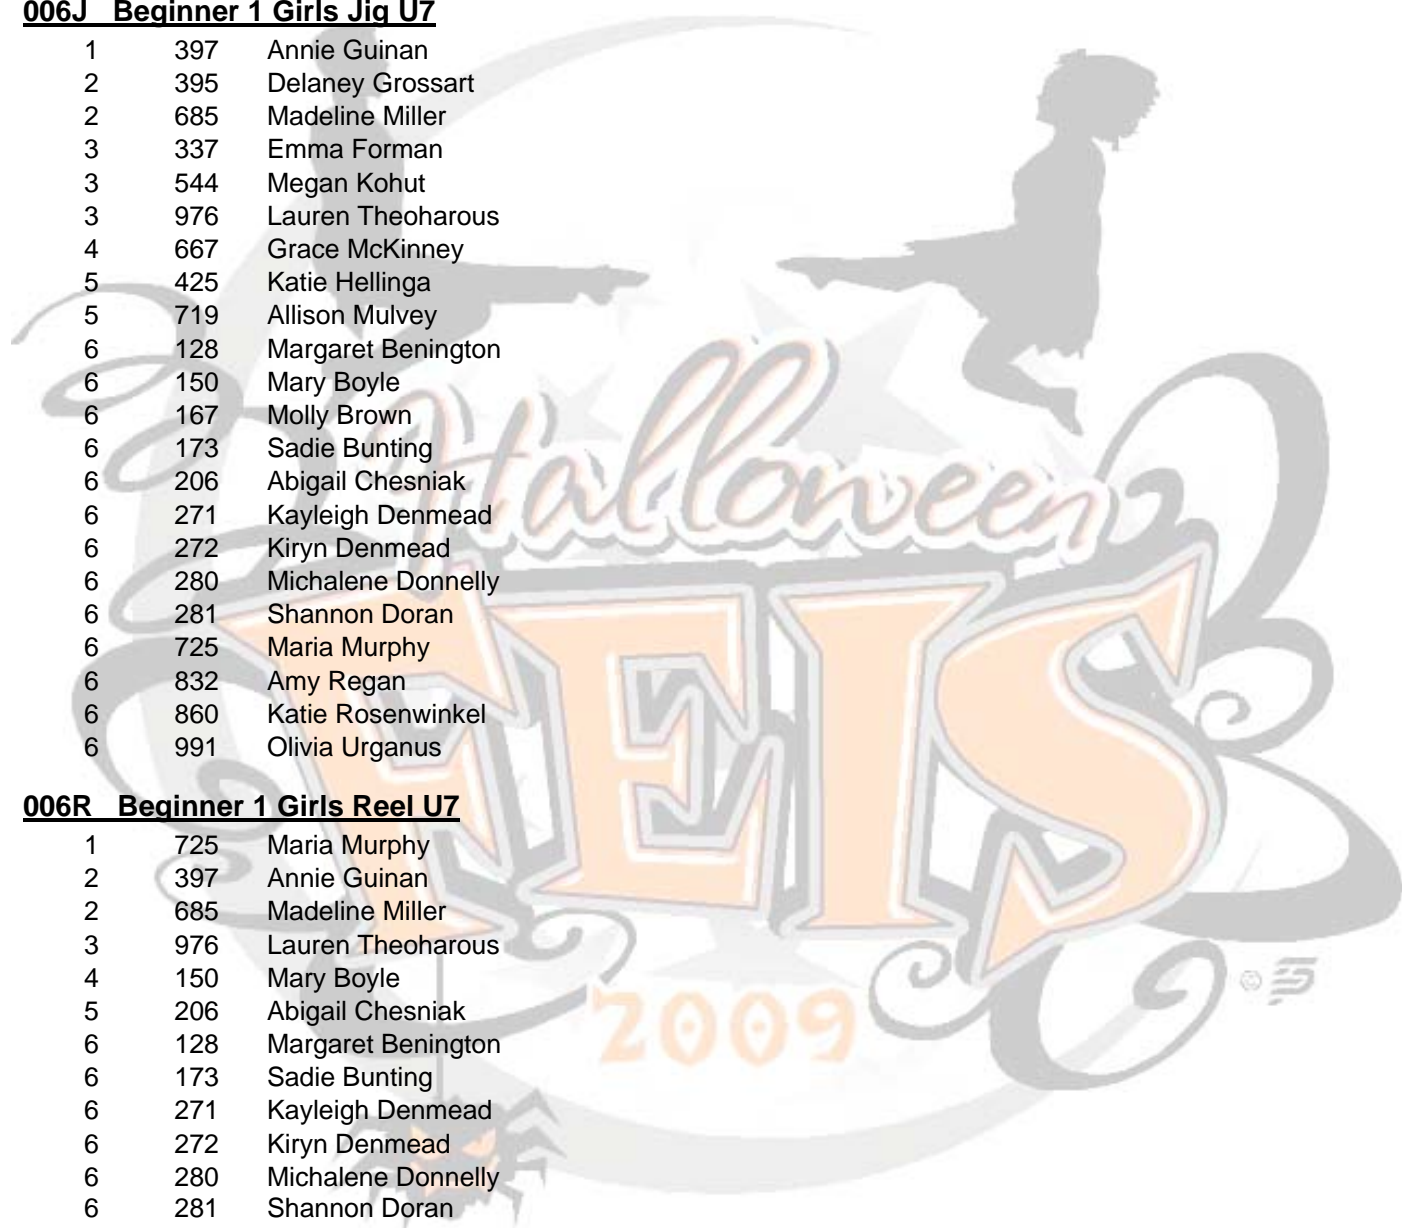 006J Beginner 1 Girls Jig U7
1 397 Annie Guinan
2 395 Delaney Grossart
2 685 Madeline Miller
3 337 Emma Forman
3 544 Megan Kohut
3 976 Lauren Theoharous
4 667 Grace McKinney
5 425 Katie Hellinga
5 719 Allison Mulvey
6 128 Margaret Benington
6 150 Mary Boyle
6 167 Molly Brown
6 173 Sadie Bunting
6 206 Abigail Chesniak
6 271 Kayleigh Denmead
6 272 Kiryn Denmead
6 280 Michalene Donnelly
6 281 Shannon Doran
6 725 Maria Murphy
6 832 Amy Regan
6 860 Katie Rosenwinkel
6 991 Olivia Urganus
006R Beginner 1 Girls Reel U7
1 725 Maria Murphy
2 397 Annie Guinan
2 685 Madeline Miller
3 976 Lauren Theoharous
4 150 Mary Boyle
5 206 Abigail Chesniak
6 128 Margaret Benington
6 173 Sadie Bunting
6 271 Kayleigh Denmead
6 272 Kiryn Denmead
6 280 Michalene Donnelly
6 281 Shannon Doran
Halloween
FEIS
2009